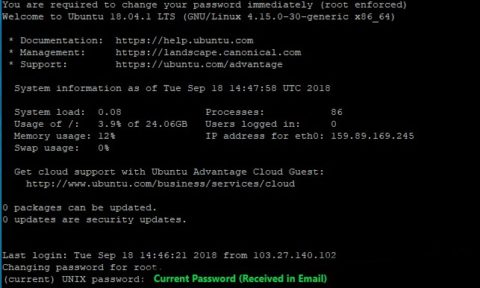 You are required to change your password immediately (root enforced)
Welcome to Ubuntu 18.04.1 LTS (GNU/Linux 4.15.0-30-generic x86_64)
* Documentation: https://help.ubuntu.com
* Management: https://landscape.canonical.com
* Support: https://ubuntu.com/advantage
System information as of Tue Sep 18 14:47:58 UTC 2018
System load: 0.08 Processes: 86
Usage of /: 3.9% of 24.06GB Users logged in: 0
Memory usage: 12% IP address for eth0: 159.89.169.245
Swap usage: 0%
Get cloud support with Ubuntu Advantage Cloud Guest:
http://www.ubuntu.com/business/services/cloud
0 packages can be updated.
0 updates are security updates.
Last login: Tue Sep 18 14:46:21 2018 from 103.27.140.102
Changing password for root.
(current) UNIX password: Current Password (Received in Email)